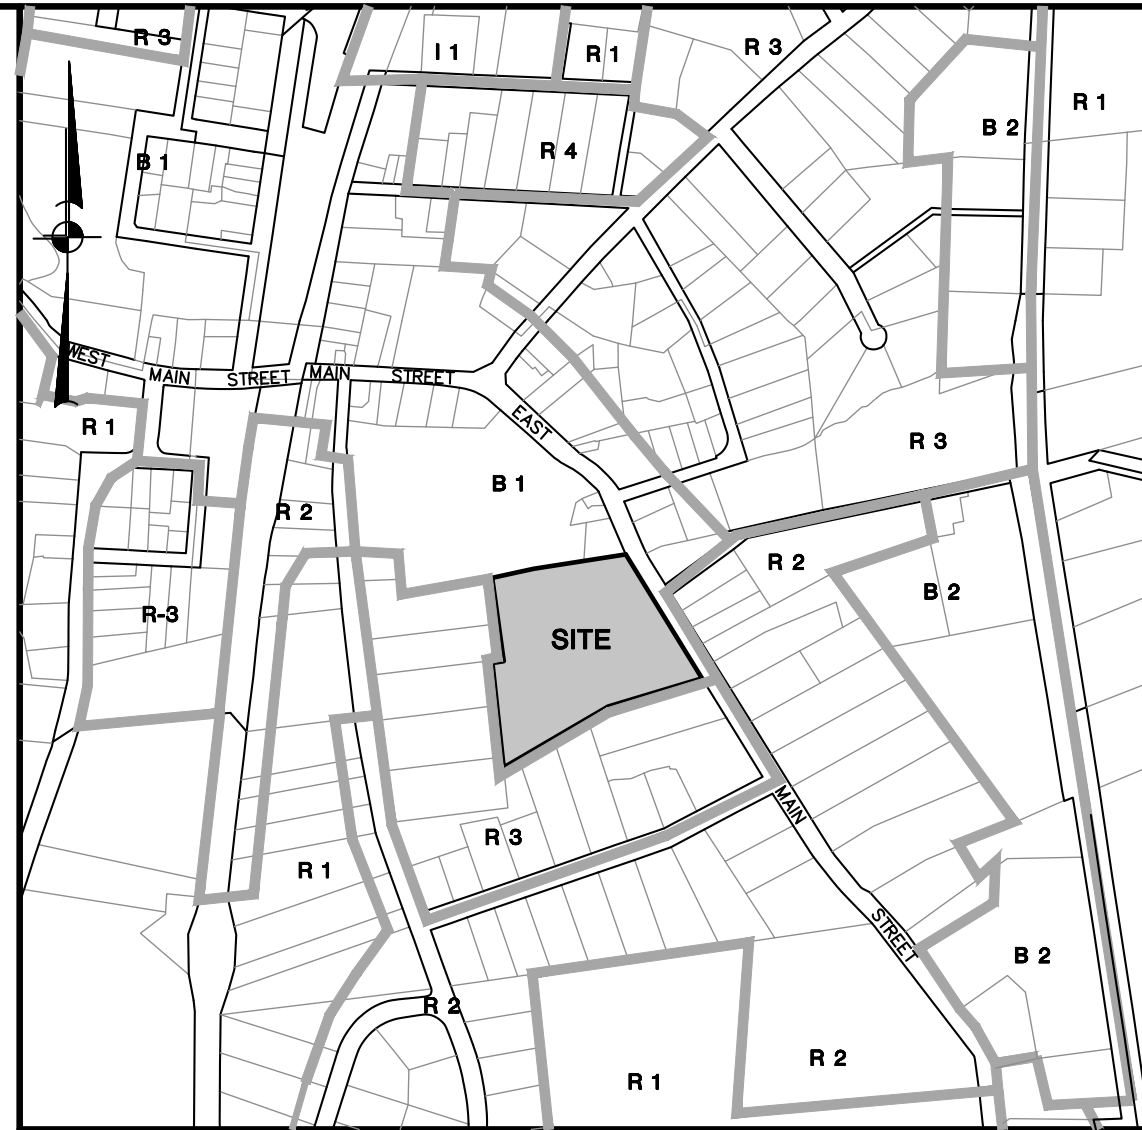 R 3
I 1
R 1
R 3
R 1
B 2
R 4
B 1
WEST
MAIN
STREET
MAIN
STREET
EAST
R 1
R 3
B 1
R 2
R 2
B 2
R-3
SITE
MAIN
R 3
R 1
STREET
B 2
R 2
R 2
R 1